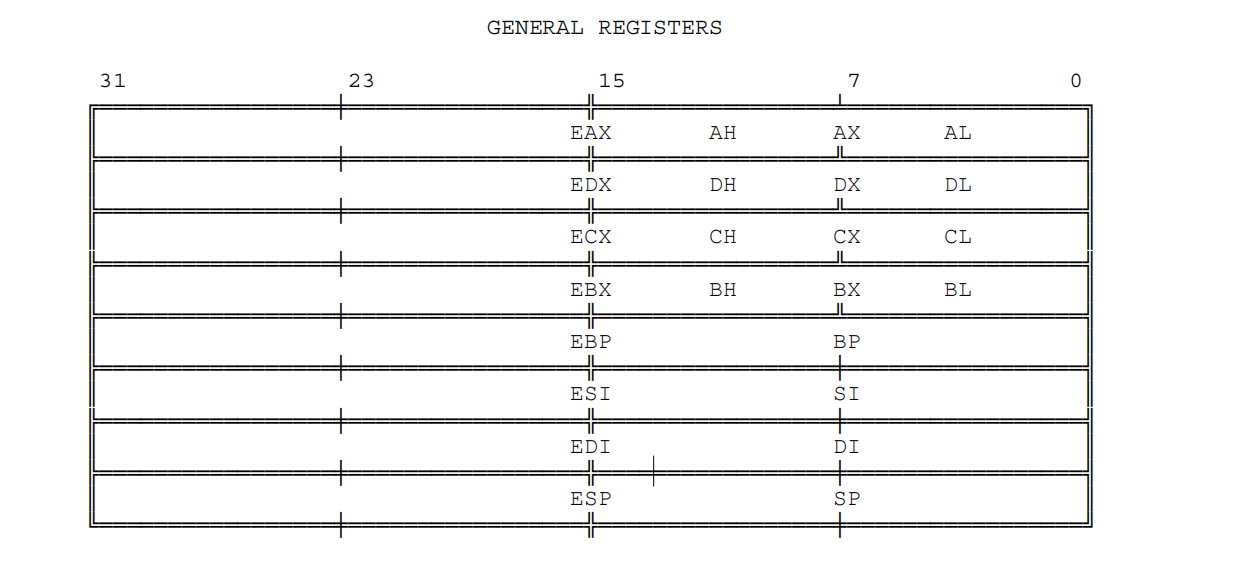 GENERAL REGISTERS
31 23 15 7 0
EAX AH AX AL
EDX DH DX DL
ECX CH CX CL
EBX BH BX BL
EBP BP
ESI SI
EDI DI
ESP SP